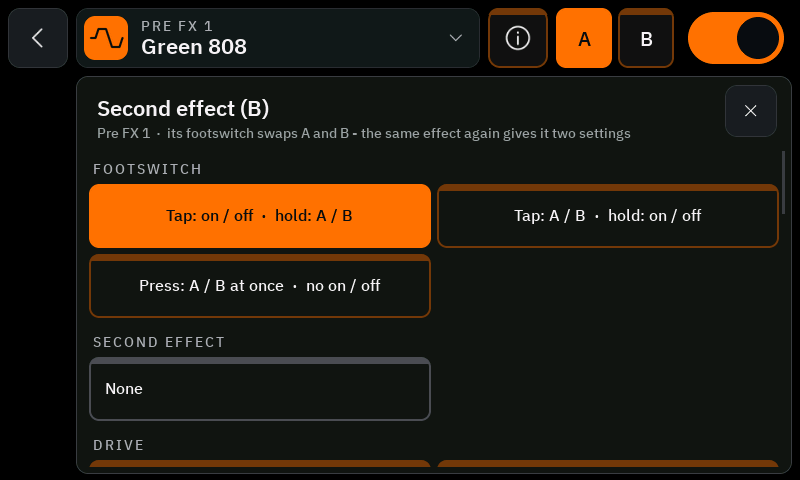 PRE FX 1
Green 808
A
B
Second effect (B)
Pre FX 1 · its footswitch swaps A and B - the same effect again gives it two settings
FOOTSWITCH
Tap: on / off · hold: A / B
Tap: A / B · hold: on / off
Press: A / B at once · no on / off
SECOND EFFECT
None
DRIVE